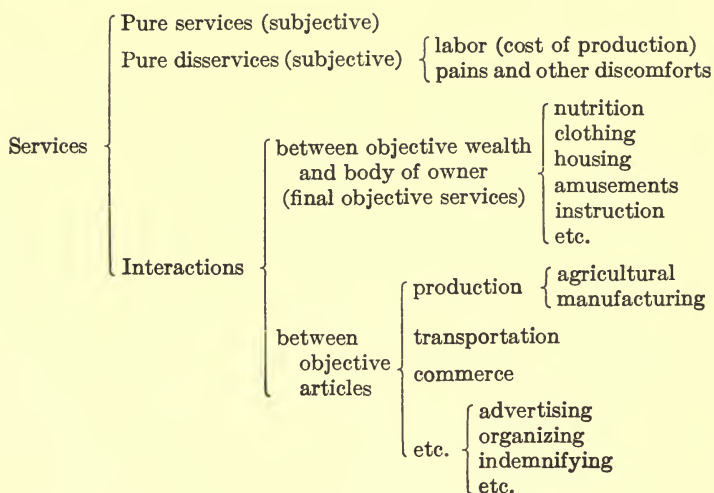 Pure services (subjective)
Pure disservices (subjective)
labor (cost of production)
pains and other discomforts
Services
Interactions
between objective wealth
and body of owner
(final objective services)
nutrition
clothing
housing
amusements
instruction
etc.
between
objective
articles
production
agricultural
manufacturing
transportation
commerce
etc.
advertising
organizing
indemnifying
etc.